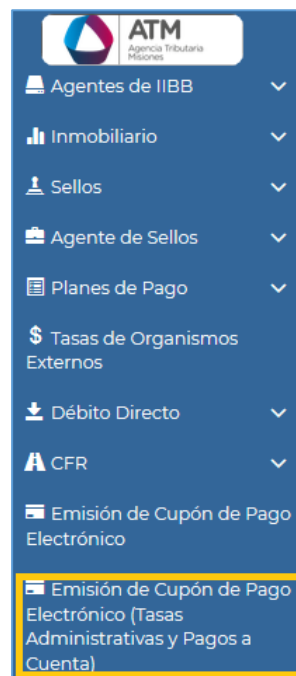 ATM
Agencia Tributaria
Misiones
Agentes de IIBB
Inmobiliario
Sellos
Agente de Sellos
Planes de Pago
Tasas de Organismos
Externos
Débito Directo
CFR
Emisión de Cupón de Pago
Electrónico
Emisión de Cupón de Pago
Electrónico (Tasas
Administrativas y Pagos a
Cuenta)